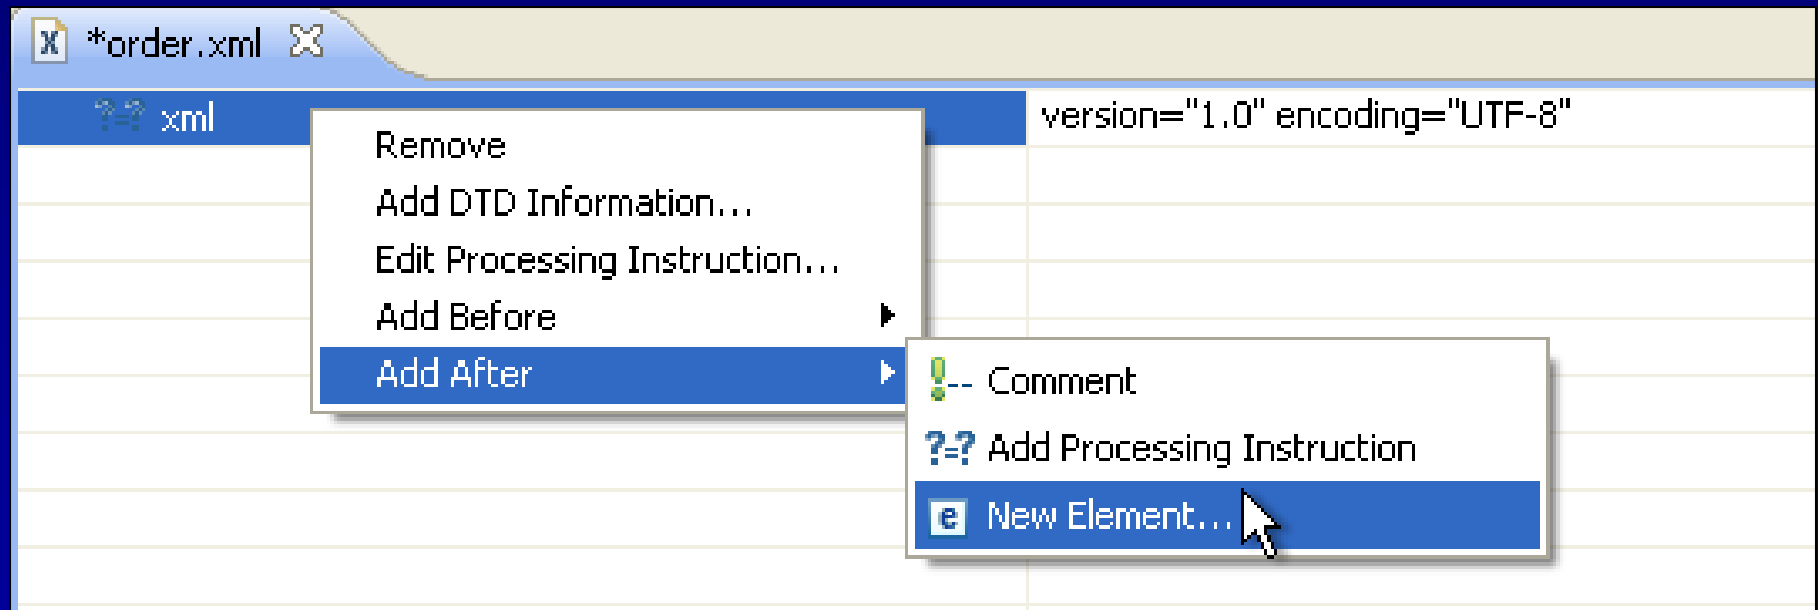 *order.xml
?=? xml
version="1.0" encoding="UTF-8"
Remove
Add DTD Information...
Edit Processing Instruction...
Add Before
Add After
!-- Comment
?=? Add Processing Instruction
e New Element...